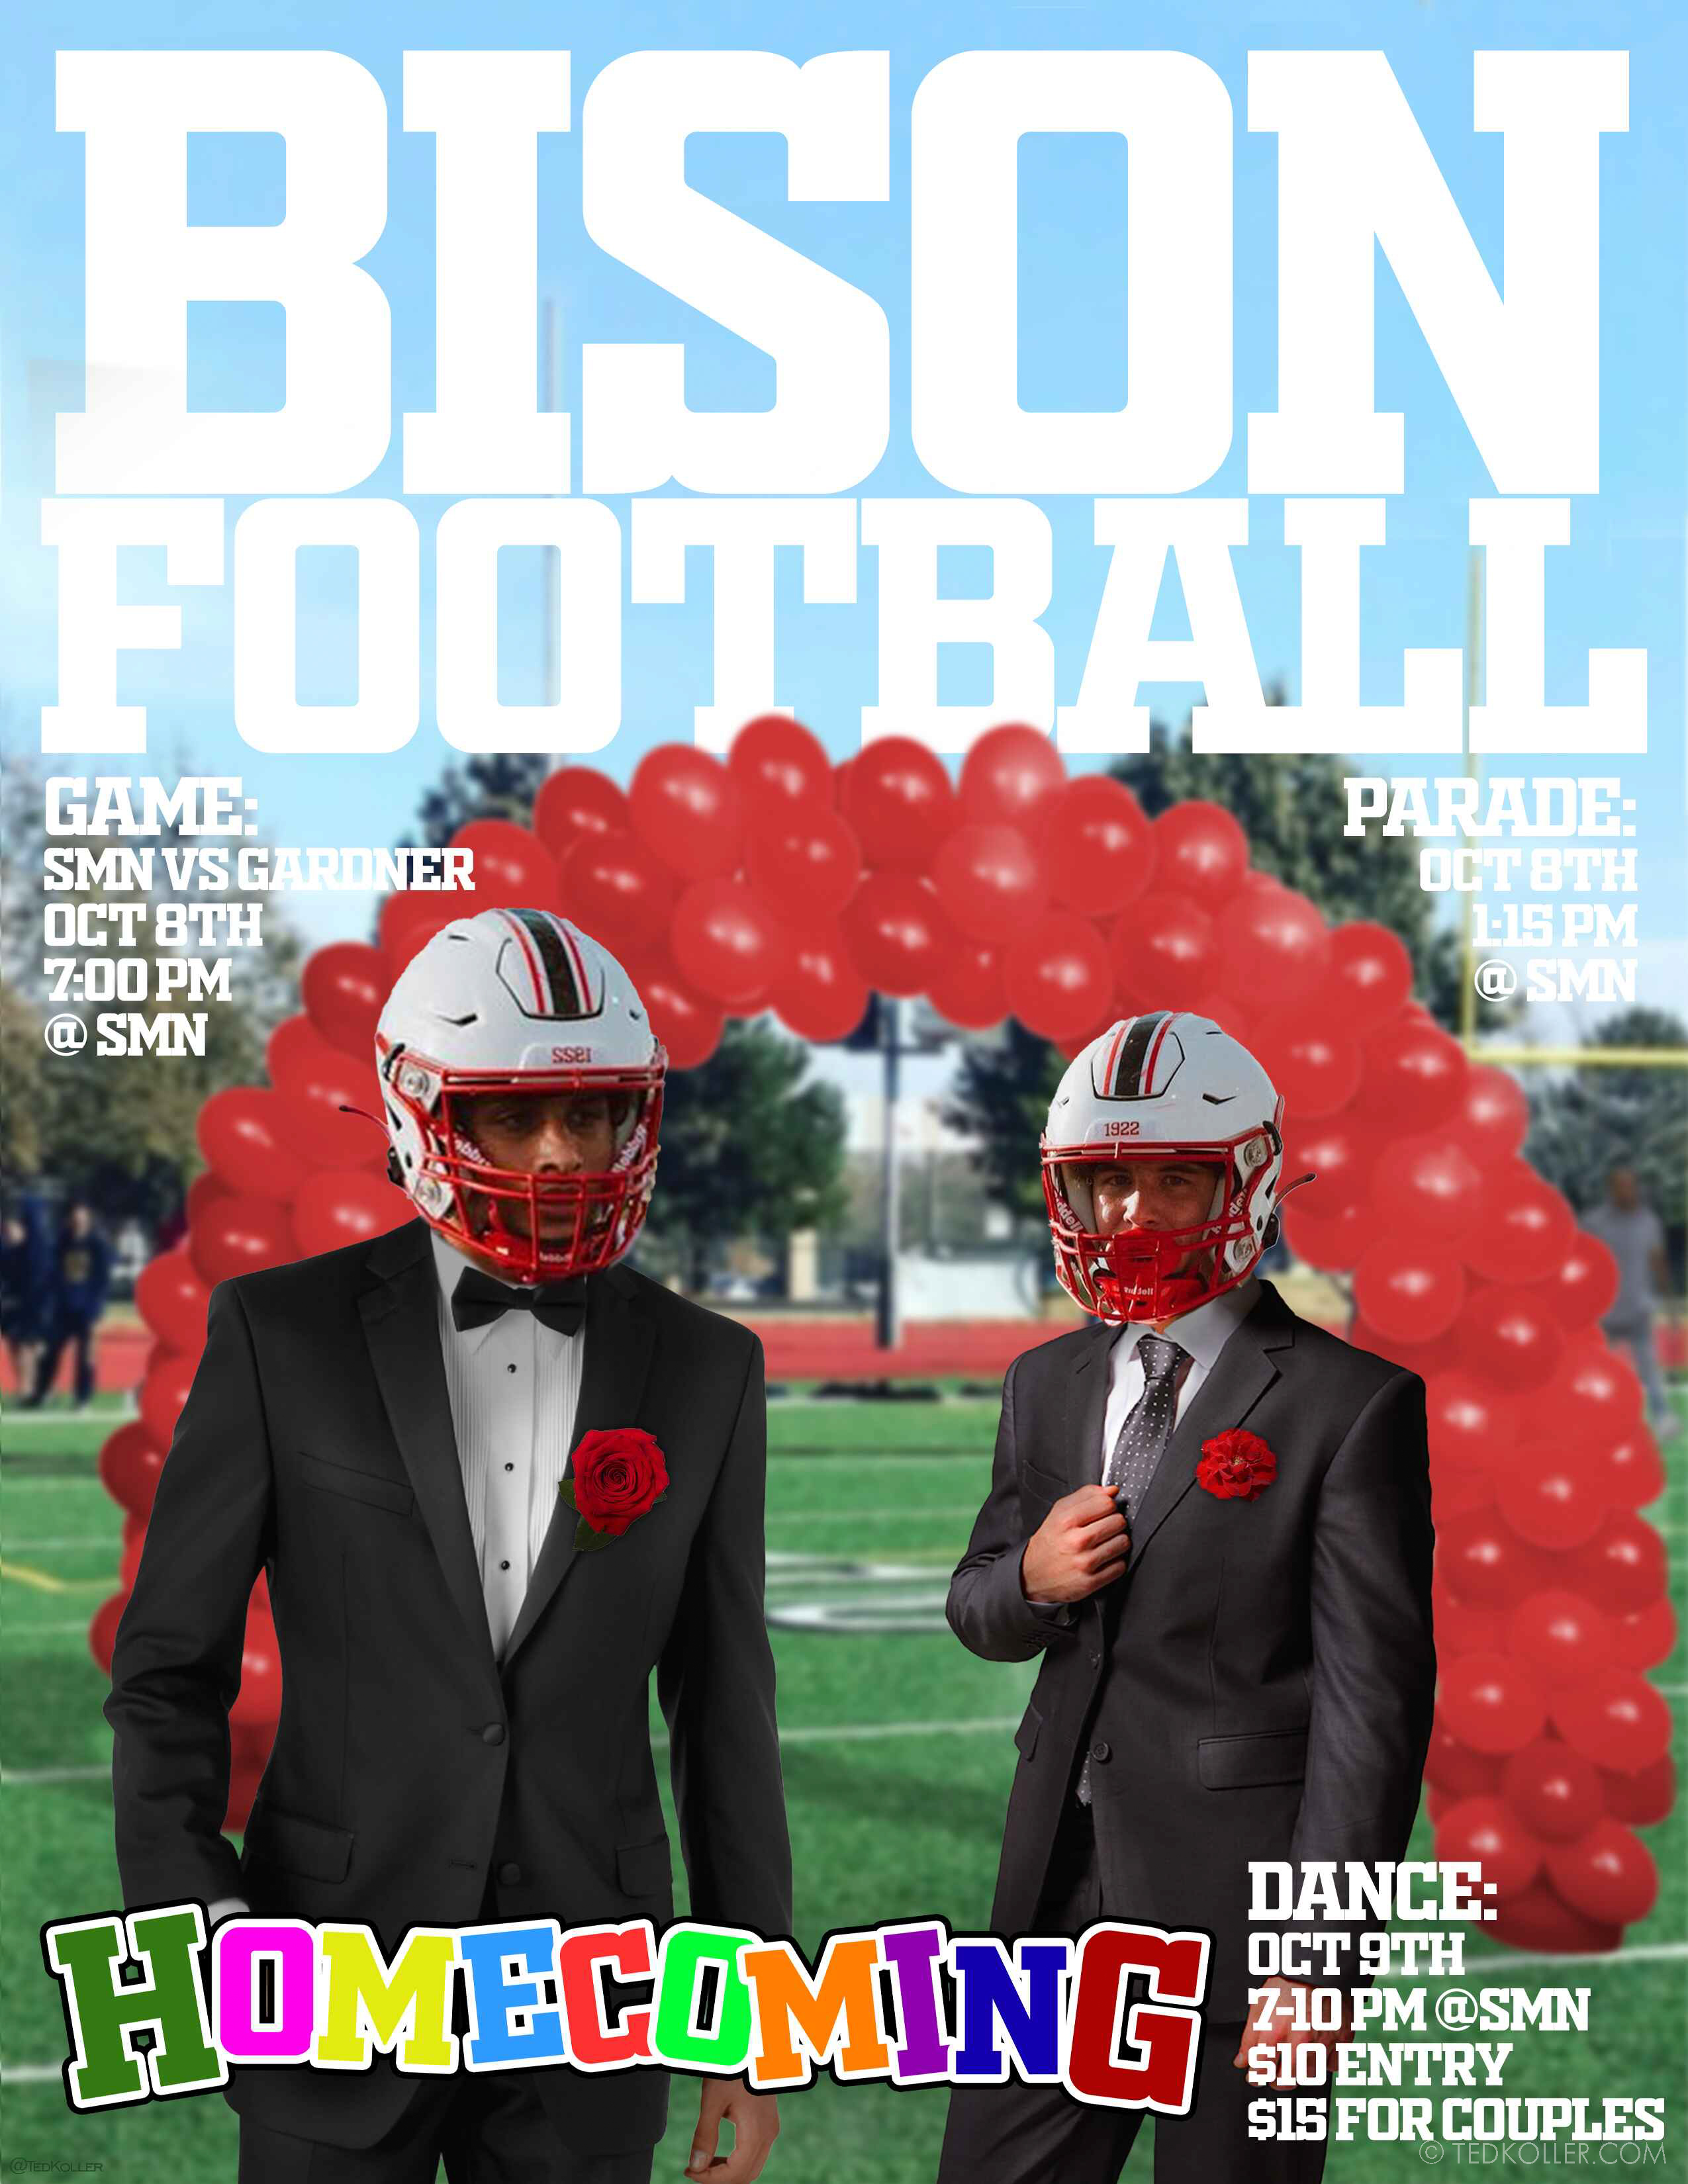 BISON
FOOTBALL
GAME:
SMN VS GARDNER
OCT 8TH
7:00 PM
@ SMN
PARADE:
OCT 8TH
1:15 PM
@ SMN
1922
1922
Riddell
HOMECOMING
DANCE:
OCT 9TH
7-10 PM @SMN
$10 ENTRY
$15 FOR COUPLES
© TEDKOLLER.COM
@TEDKOLLER